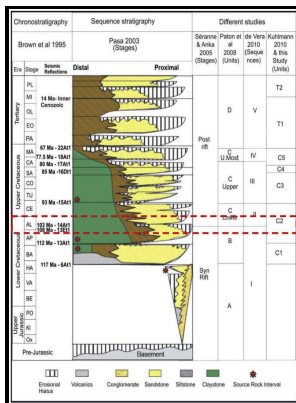 Chronostratigraphy
Sequence stratigraphy
Different studies
Brown et al 1995
Pasa 2003
(Stages)
Séranne
& Anka
2005
(Stages)
Paton et
al
2008
(Units)
de Vera
2010
(Seque
nces)
Kuhlmann
2010
& this
Study
(Units)
Era
Stage
Seismic
Reflections
Distal
Proximal
Tertiary
Upper Cretaceous
Lower Cretaceous
Upper
Jurassic
PL
MI
OL
EO
PA
MA
CA
SA
CO
TU
CE
AL
AP
BA
HA
VA
BE
PO
KI
Ox
Pre-Jurassic
14 Ma- Inner
Cenozoic
67 Ma - 22At1
77.5 Ma - 18At1
80 Ma - 17At1
85 Ma -16Dt1
93 Ma -15At1
103 Ma -14At1
108 Ma - 13Et1
112 Ma - 13At1
117 Ma - 6At1
Basement
Post
rift
Syn
Rift
D
C
U.Most
C
Upper
C
B
A
V
IV
III
II
I
T2
T1
C5
C4
C3
C2
C1
Erosional
Hiatus
Volcanics
Conglomerate
Sandstone
Siltstone
Claystone
Source Rock Interval